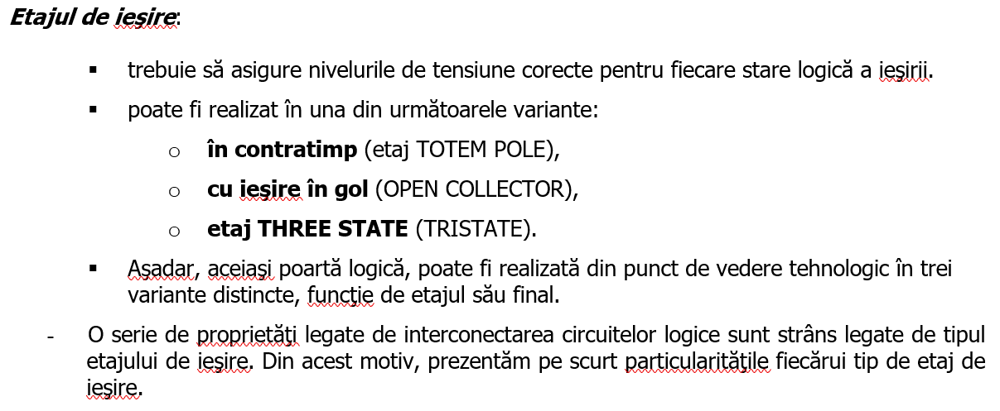 Etajul de ieşire:
▪ trebuie să asigure nivelurile de tensiune corecte pentru fiecare stare logică a ieşirii.
▪ poate fi realizat în una din următoarele variante:
o în contratimp (etaj TOTEM POLE),
o cu ieşire în gol (OPEN COLLECTOR),
o etaj THREE STATE (TRISTATE).
▪ Aşadar, aceiaşi poartă logică, poate fi realizată din punct de vedere tehnologic în trei
variante distincte, funcţie de etajul său final.
- O serie de proprietăţi legate de interconectarea circuitelor logice sunt strâns legate de tipul
etajului de ieşire. Din acest motiv, prezentăm pe scurt particularităţile fiecărui tip de etaj de
ieşire.